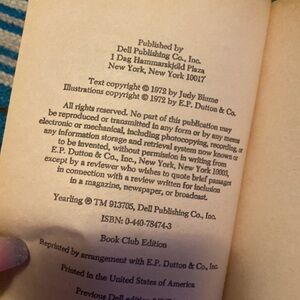 Published by
Dell Publishing Co., Inc.
1 Dag Hammarskjold Plaza
New York, New York 10017
Text copyright © 1972 by Judy Blume
Illustrations copyright © 1972 by E.P. Dutton & Co.
All rights reserved. No part of this publication may
be reproduced or transmitted in any form or by any means,
electronic or mechanical, including photocopying, recording, or
any information storage and retrieval system now known or
to be invented, without permission in writing from
E.P. Dutton & Co., Inc., New York, New York 10003,
except by a reviewer who wishes to quote brief passages
in connection with a review written for inclusion
in a magazine, newspaper, or broadcast.
Yearling ® TM 913705, Dell Publishing Co., Inc.
ISBN: 0-440-78474-3
Book Club Edition
Reprinted by arrangement with E.P. Dutton & Co., Inc.
Printed in the United States of America
Previous Dell edition